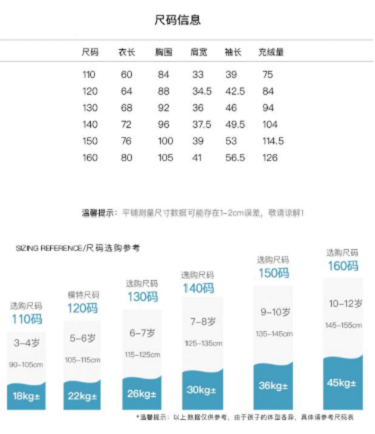 尺码信息
尺码 衣长 胸围 肩宽 袖长 充绒量
110 60 84 33 39 75
120 64 88 34.5 42.5 84
130 68 92 36 46 94
140 72 96 37.5 49.5 104
150 76 100 39 53 114.5
160 80 105 41 56.5 126
温馨提示：平铺测量尺寸数据可能存在1-2cm误差，敬请谅解！
SIZING REFERENCE/尺码选购参考
选购尺码
110码
3-4岁
90-105cm
18kg±
模特尺码
120码
5-6岁
105-115cm
22kg±
选购尺码
130码
6-7岁
115-125cm
26kg±
选购尺码
140码
7-8岁
125-135cm
30kg±
选购尺码
150码
9-10岁
135-145cm
36kg±
选购尺码
160码
10-12岁
145-155cm
45kg±
*温馨提示：以上数据仅供参考，由于孩子的体型各异，具体请参考尺码表